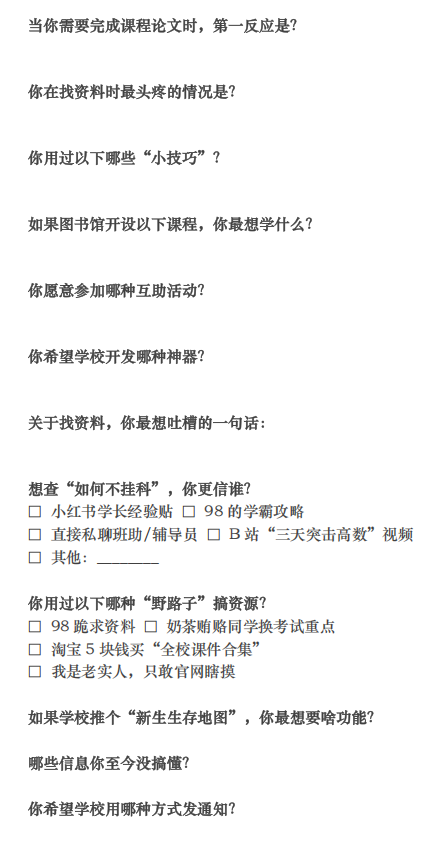 当你需要完成课程论文时，第一反应是？
你在找资料时最头疼的情况是？
你用过以下哪些“小技巧”？
如果图书馆开设以下课程，你最想学什么？
你愿意参加哪种互助活动？
你希望学校开发哪种神器？
关于找资料，你最想吐槽的一句话：
想查“如何不挂科”，你更信谁？
□ 小红书学长经验贴 □ 98 的学霸攻略
□ 直接私聊班助/辅导员 □ B 站“三天突击高数”视频
□ 其他：________
你用过以下哪种“野路子”搞资源？
□ 98 跪求资料 □ 奶茶贿赂同学换考试重点
□ 淘宝 5 块钱买“全校课件合集”
□ 我是老实人，只敢官网瞎摸
如果学校推个“新生生存地图”，你最想要啥功能？
哪些信息你至今没搞懂？
你希望学校用哪种方式发通知？